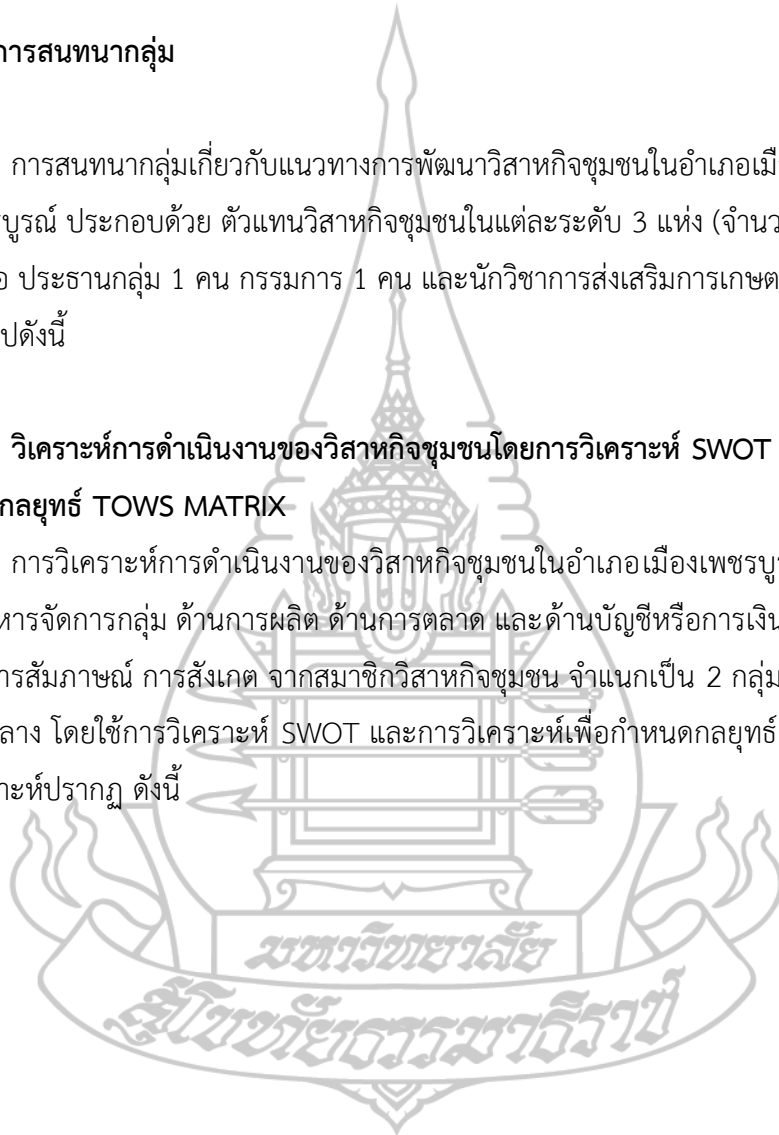 การสนทนากลุ่ม
การสนทนากลุ่มเกี่ยวกับแนวทางการพัฒนาวิสาหกิจชุมชนในอำเภอเมือ
บูรณ์ ประกอบด้วย ตัวแทนวิสาหกิจชุมชนในแต่ละระดับ 3 แห่ง (จำนว
อ ประธานกลุ่ม 1 คน กรรมการ 1 คน และนักวิชาการส่งเสริมการเกษต
ปดังนี้
วิเคราะห์การดำเนินงานของวิสาหกิจชุมชนโดยการวิเคราะห์ SWOT
กลยุทธ์ TOWS MATRIX
การวิเคราะห์การดำเนินงานของวิสาหกิจชุมชนในอำเภอเมืองเพชรบูร
หารจัดการกลุ่ม ด้านการผลิต ด้านการตลาด และด้านบัญชีหรือการเงิน
การสัมภาษณ์ การสังเกต จากสมาชิกวิสาหกิจชุมชน จำแนกเป็น 2 กลุ่ม
ลาง โดยใช้การวิเคราะห์ SWOT และการวิเคราะห์เพื่อกำหนดกลยุทธ์
าะห์ปรากฏ ดังนี้
มหาวิทยาลัย
สุโขทัยธรรมาธิราช